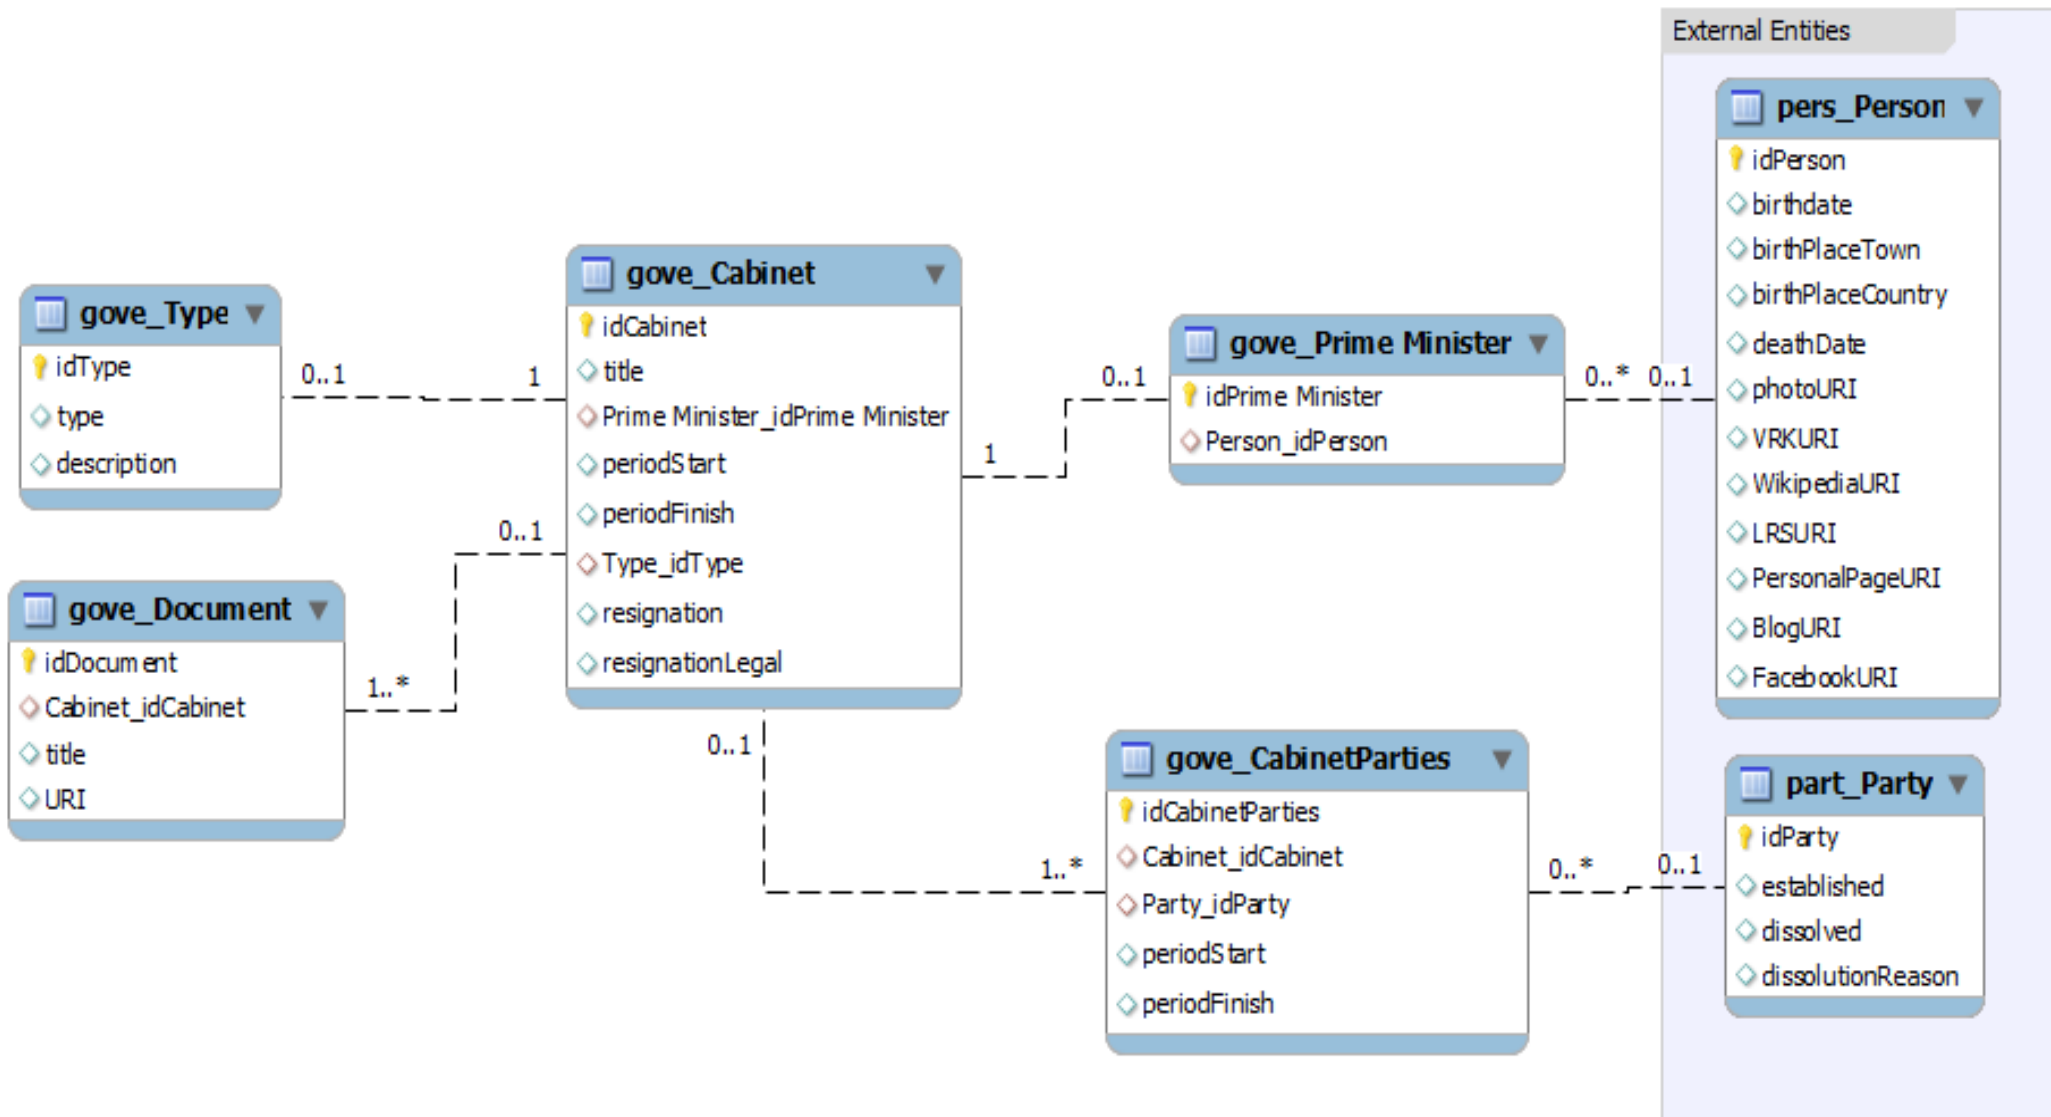 External Entities
pers_Person
idPerson
birthdate
birthPlaceTown
birthPlaceCountry
deathDate
photoURI
VRKURI
WikipediaURI
LRSURI
PersonalPageURI
BlogURI
FacebookURI
gove_Type
idType
type
description
0..1
1
gove_Cabinet
idCabinet
title
Prime Minister_idPrime Minister
periodStart
periodFinish
Type_idType
resignation
resignationLegal
1
0..1
gove_Prime Minister
idPrime Minister
Person_idPerson
0..*
0..1
gove_Document
idDocument
Cabinet_idCabinet
title
URI
1..*
0..1
0..1
1..*
gove_CabinetParties
idCabinetParties
Cabinet_idCabinet
Party_idParty
periodStart
periodFinish
0..*
0..1
part_Party
idParty
established
dissolved
dissolutionReason